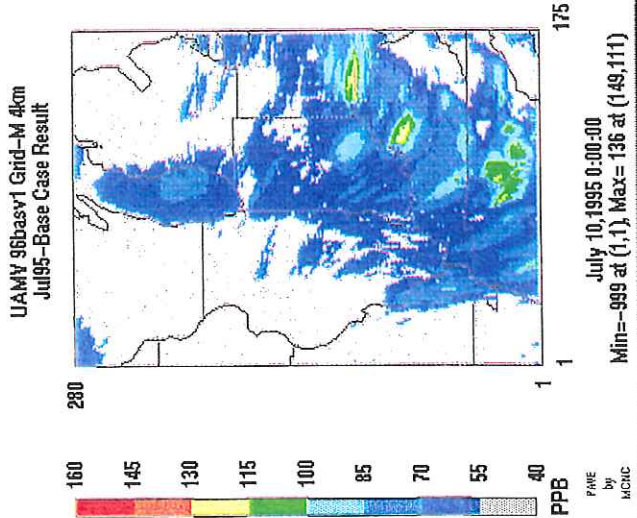 UAMV 96basv1 Grid-M 4km
Jul95-Base Case Result
280
1
1
175
160
145
130
115
100
85
70
55
40
PPB
PAVE
by
MCNC
July 10,1995 0:00:00
Min=-999 at (1,1), Max= 136 at (149,111)